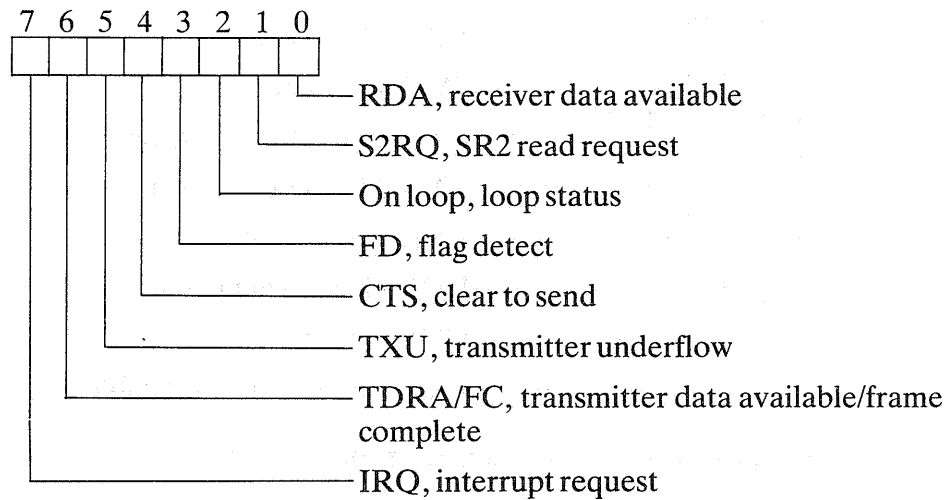 7 6 5 4 3 2 1 0
RDA, receiver data available
S2RQ, SR2 read request
On loop, loop status
FD, flag detect
CTS, clear to send
TXU, transmitter underflow
TDRA/FC, transmitter data available/frame
complete
IRQ, interrupt request